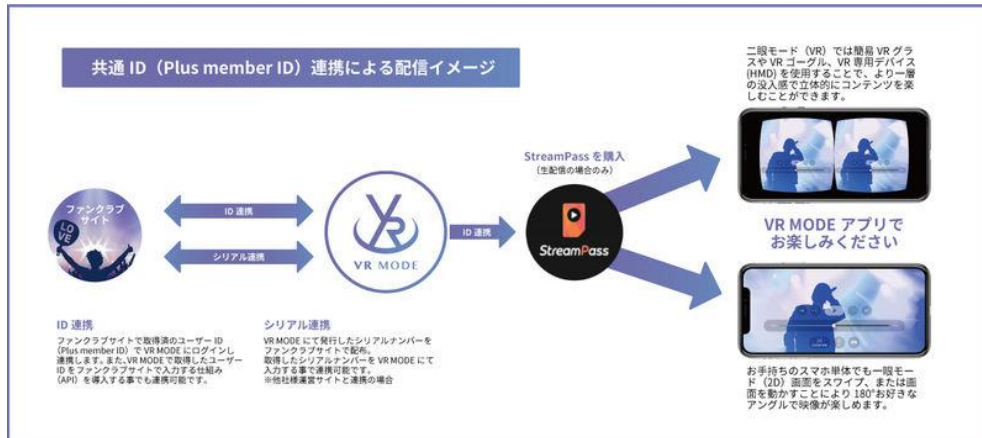 共通 ID（Plus member ID）連携による配信イメージ
二眼モード（VR）では簡易 VR グラ
スや VR ゴーグル、VR 専用デバイス
(HMD) を使用することで、より一層
の没入感で立体的にコンテンツを楽
しむことができます。
StreamPass を購入
（生配信の場合のみ）
ファンクラブ
サイト
LOVE
ID 連携
シリアル連携
VR
VR MODE
ID 連携
StreamPass
VR MODE アプリで
お楽しみください
ID 連携
ファンクラブサイトで取得済のユーザー ID
（Plus member ID）で VR MODE にログインし
連携します。また、VR MODE で取得したユーザー
ID をファンクラブサイトで入力する仕組み
（API）を導入する事でも連携可能です。
シリアル連携
VR MODE にて発行したシリアルナンバーを
ファンクラブサイトで配布。
取得したシリアルナンバーを VR MODE にて
入力する事で連携可能です。
※他社様運営サイトと連携の場合
お手持ちのスマホ単体でも一眼モー
ド（2D）画面をスワイプ、または画
面を動かすことにより 180°お好きな
アングルで映像が楽しめます。